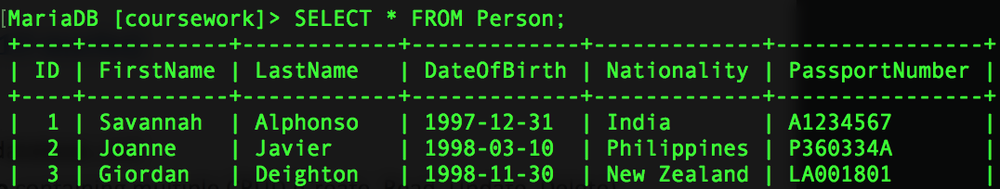 [MariaDB [coursework]> SELECT * FROM Person;
+----+-----------+------------+-------------+-------------+----------------+
| ID | FirstName | LastName   | DateOfBirth | Nationality | PassportNumber |
+----+-----------+------------+-------------+-------------+----------------+
|  1 | Savannah  | Alphonso   | 1997-12-31  | India       | A1234567       |
|  2 | Joanne    | Javier     | 1998-03-10  | Philippines | P360334A       |
|  3 | Giordan   | Deighton   | 1998-11-30  | New Zealand | LA001801       |